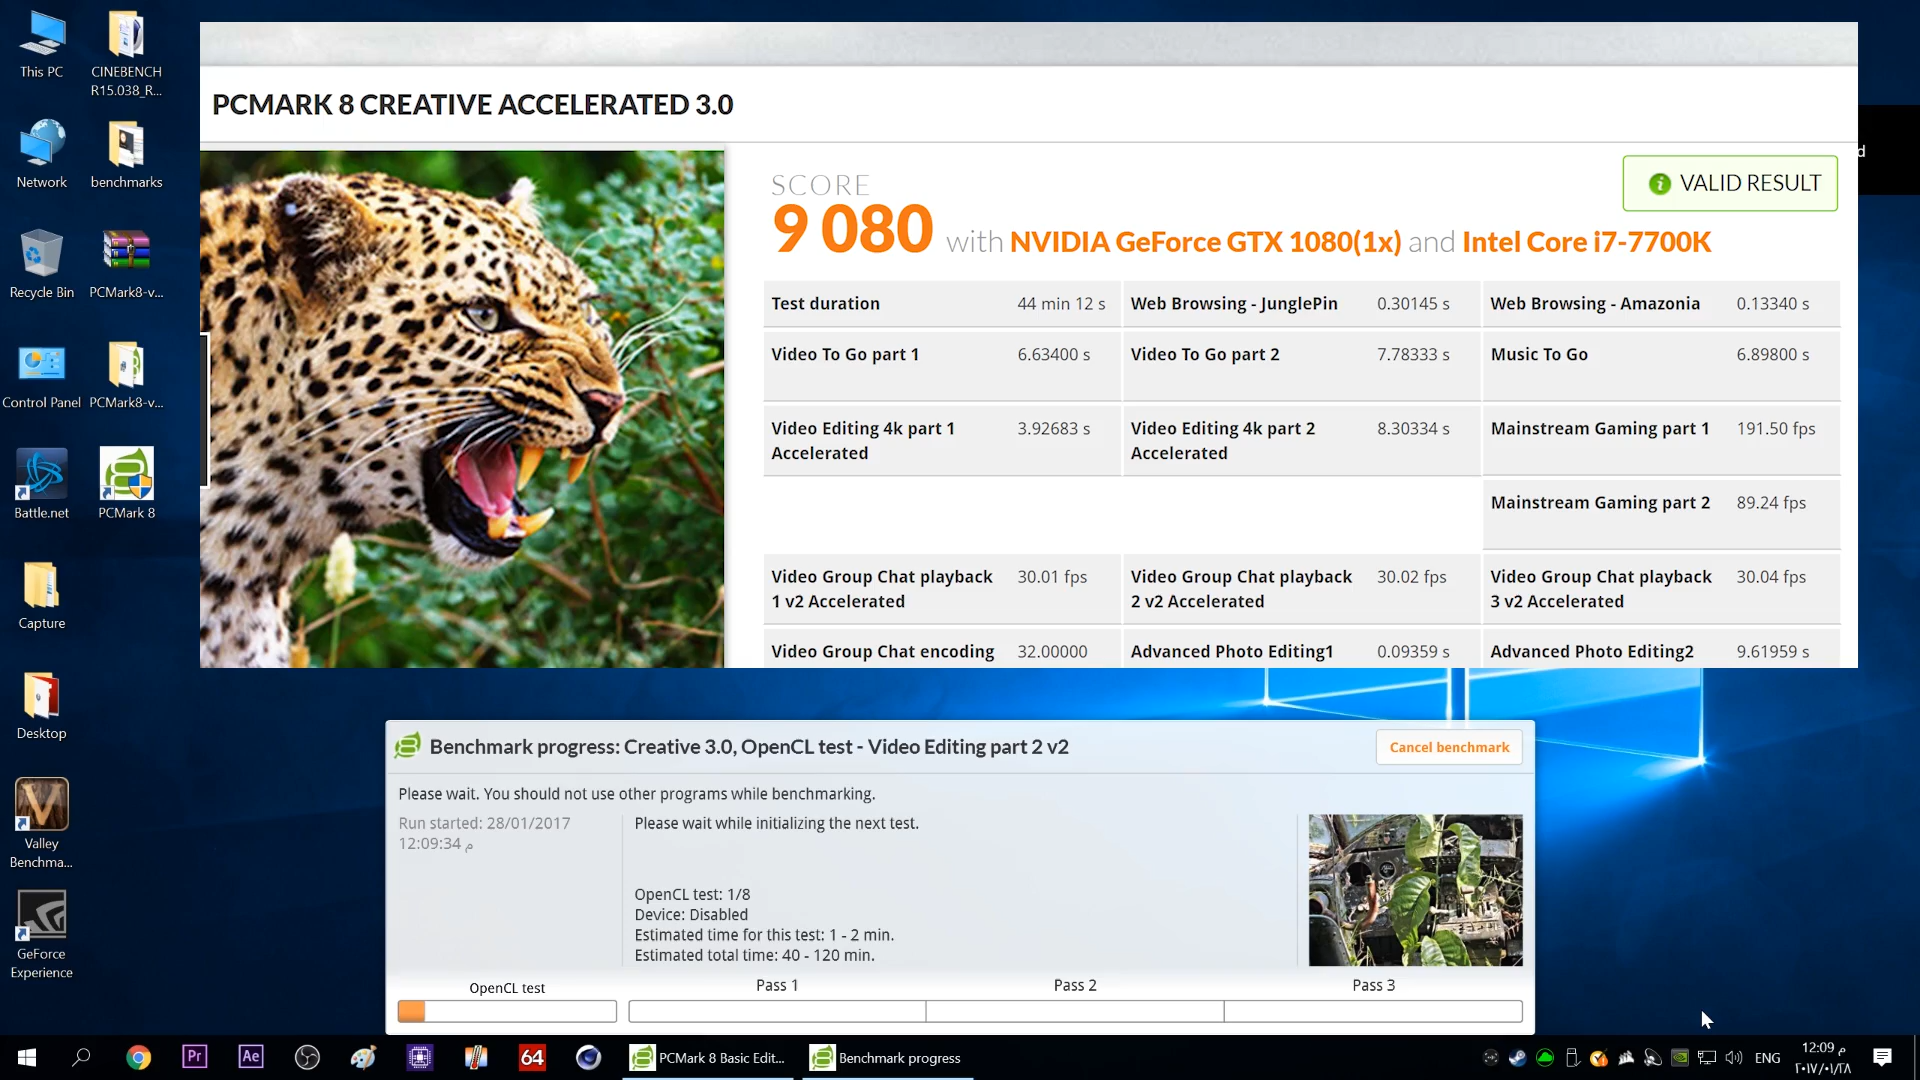 This PC
CINEBENCH
R15.038_R...
Network
benchmarks
Recycle Bin
PCMark8-v...
Control Panel
PCMark8-v...
Battle.net
PCMark 8
Capture
Desktop
Valley
Benchma...
GeForce
Experience
PCMARK 8 CREATIVE ACCELERATED 3.0
d
SCORE
VALID RESULT
9 080 with NVIDIA GeForce GTX 1080(1x) and Intel Core i7-7700K
Test duration 44 min 12 s Web Browsing - JunglePin 0.30145 s Web Browsing - Amazonia 0.13340 s
Video To Go part 1 6.63400 s Video To Go part 2 7.78333 s Music To Go 6.89800 s
Video Editing 4k part 1 3.92683 s Video Editing 4k part 2 8.30334 s Mainstream Gaming part 1 191.50 fps
Accelerated Accelerated
Mainstream Gaming part 2 89.24 fps
Video Group Chat playback 30.01 fps Video Group Chat playback 30.02 fps Video Group Chat playback 30.04 fps
1 v2 Accelerated 2 v2 Accelerated 3 v2 Accelerated
Video Group Chat encoding 32.00000 Advanced Photo Editing1 0.09359 s Advanced Photo Editing2 9.61959 s
Benchmark progress: Creative 3.0, OpenCL test - Video Editing part 2 v2
Cancel benchmark
Please wait. You should not use other programs while benchmarking.
Run started: 28/01/2017
12:09:34 م
Please wait while initializing the next test.
OpenCL test: 1/8
Device: Disabled
Estimated time for this test: 1 - 2 min.
Estimated total time: 40 - 120 min.
OpenCL test
Pass 1
Pass 2
Pass 3
Pr
Ae
64
PCMark 8 Basic Edit...
Benchmark progress
ENG
12:09 م
٢٠١٧/٠١/٢٨